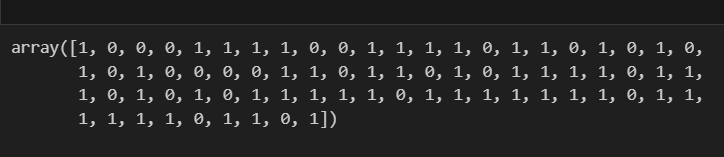 array([1, 0, 0, 0, 1, 1, 1, 1, 0, 0, 1, 1, 1, 1, 0, 1, 1, 0, 1, 0, 1, 0,
1, 0, 1, 0, 0, 0, 0, 1, 1, 0, 1, 1, 0, 1, 0, 1, 1, 1, 1, 0, 1, 1,
1, 0, 1, 0, 1, 0, 1, 1, 1, 1, 1, 0, 1, 1, 1, 1, 1, 1, 1, 0, 1, 1,
1, 1, 1, 1, 0, 1, 1, 0, 1])